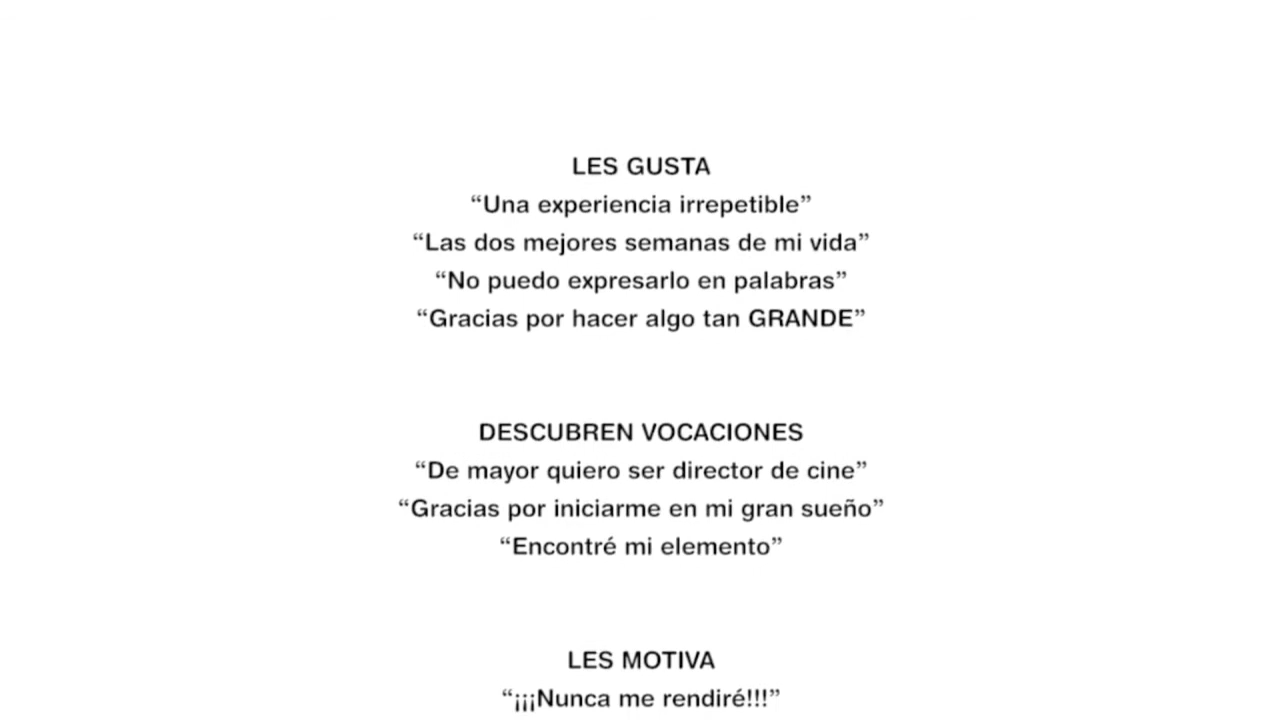 LES GUSTA
“Una experiencia irrepetible”
“Las dos mejores semanas de mi vida”
“No puedo expresarlo en palabras”
“Gracias por hacer algo tan GRANDE”
DESCUBREN VOCACIONES
“De mayor quiero ser director de cine”
“Gracias por iniciarme en mi gran sueño”
“Encontré mi elemento”
LES MOTIVA
“¡¡¡Nunca me rendiré!!!”